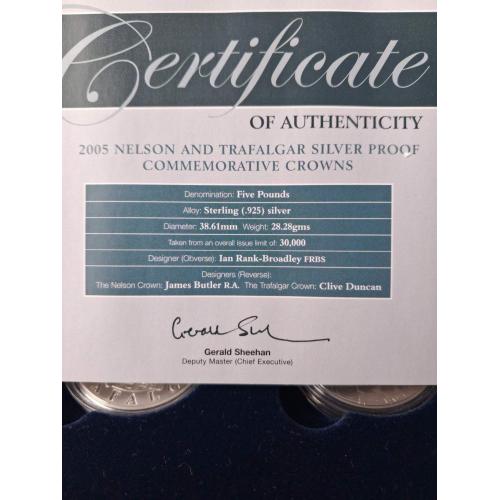 Certificate
OF AUTHENTICITY
2005 NELSON AND TRAFALGAR SILVER PROOF
COMMEMORATIVE CROWNS
Denomination: Five Pounds
Alloy: Sterling (.925) silver
Diameter: 38.61mm Weight: 28.28gms
Taken from an overall issue limit of: 30,000
Designer (Obverse): Ian Rank-Broadley FRBS
Designers (Reverse):
The Nelson Crown: James Butler R.A. The Trafalgar Crown: Clive Duncan
Gerald Sheehan
Deputy Master (Chief Executive)